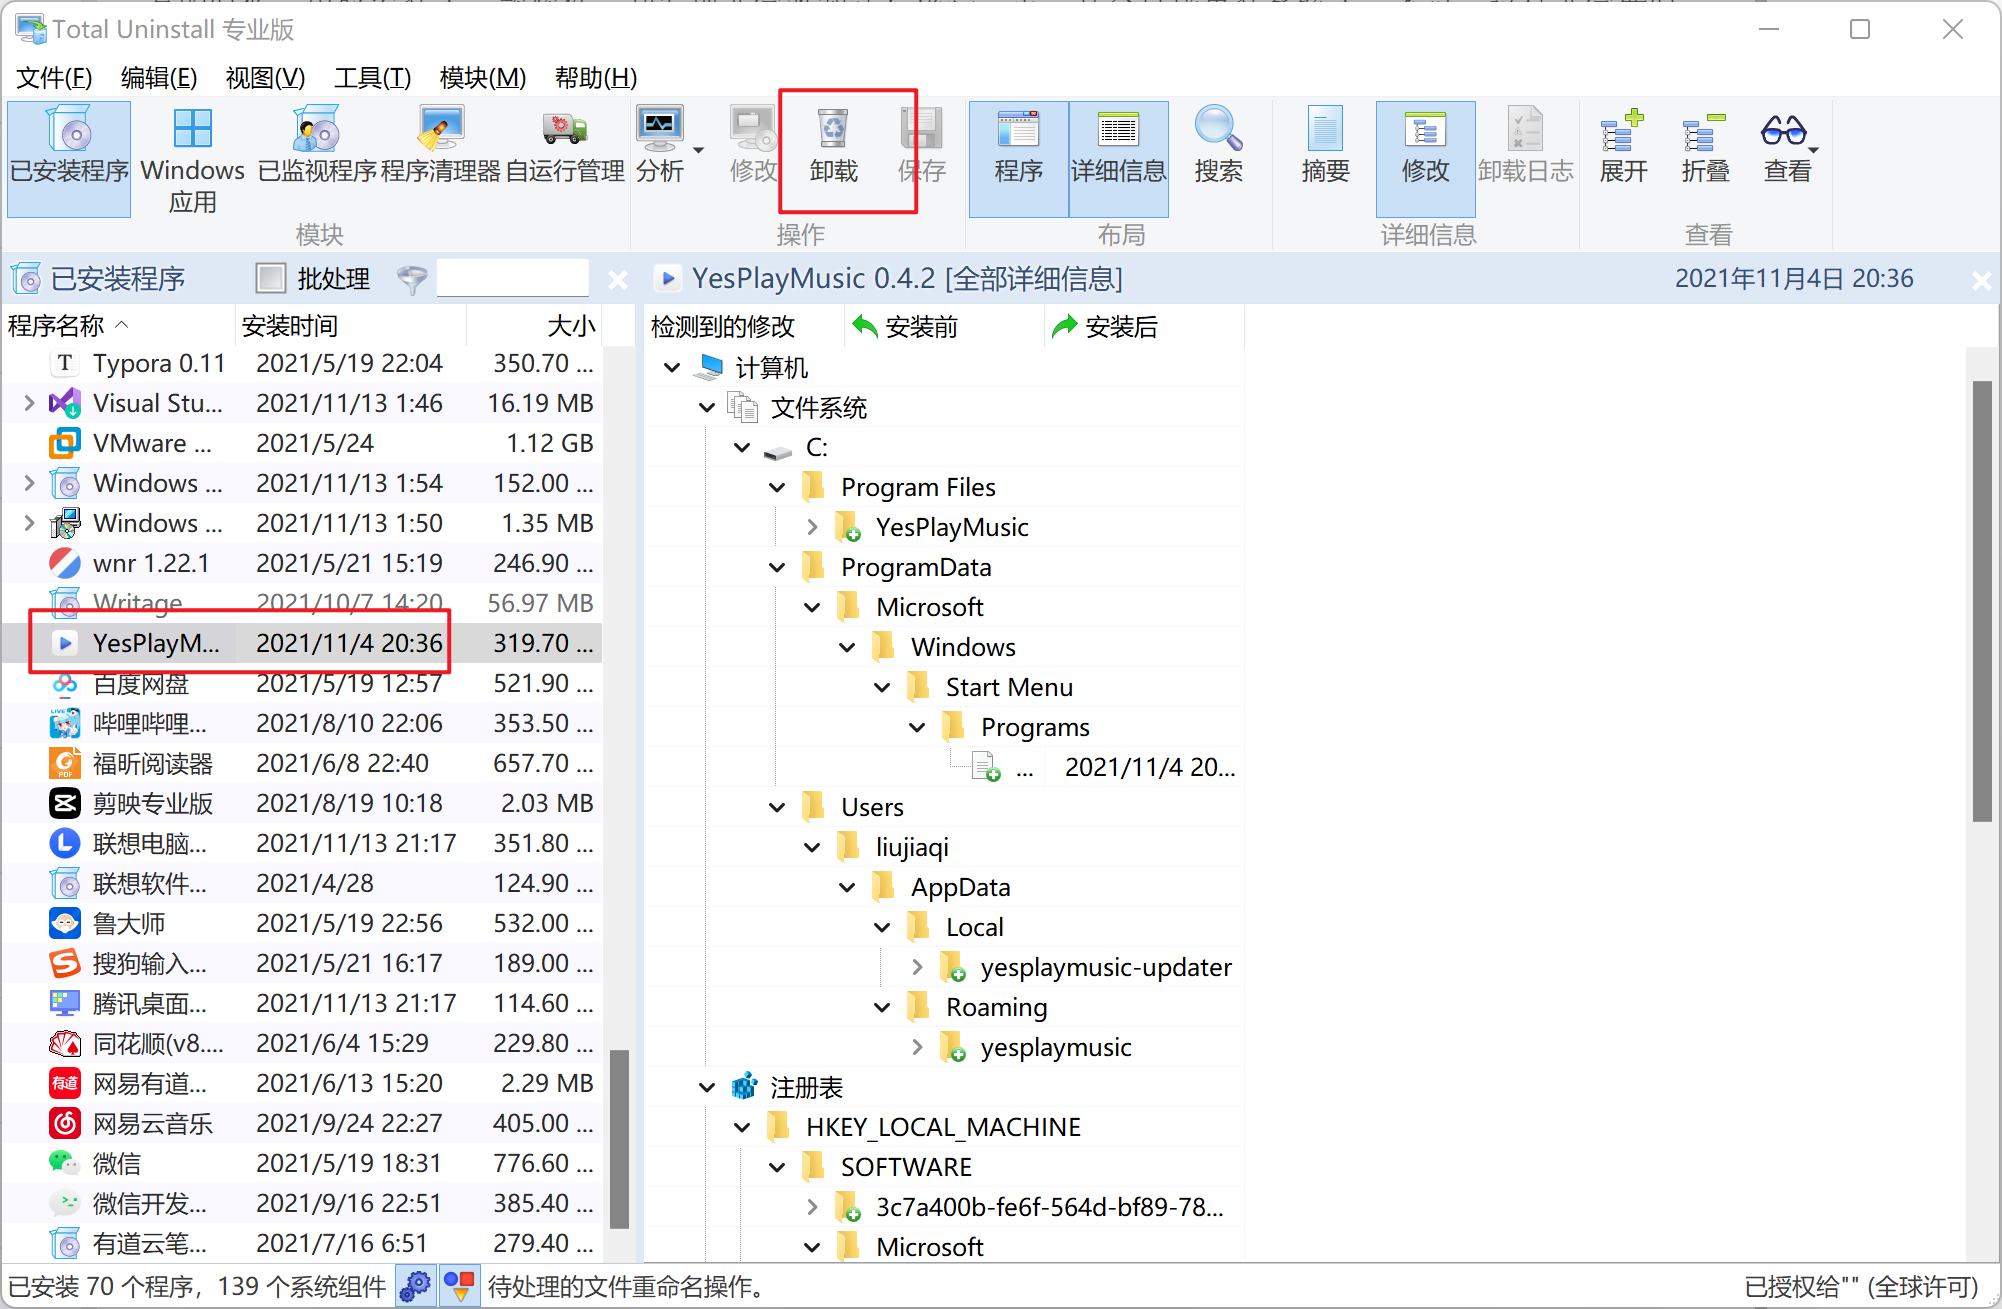 Total Uninstall 专业版
文件(F) 编辑(E) 视图(V) 工具(T) 模块(M) 帮助(H)
已安装程序 Windows 应用 已监视程序 程序清理器 自运行管理 分析 修改 卸载 保存 程序 详细信息 搜索 摘要 修改 卸载日志 展开 折叠 查看
模块 操作 布局 详细信息 查看
已安装程序 批处理 YesPlayMusic 0.4.2 [全部详细信息] 2021年11月4日 20:36
程序名称 安装时间 大小
Typora 0.11 2021/5/19 22:04 350.70 ...
Visual Stu... 2021/11/13 1:46 16.19 MB
VMware ... 2021/5/24 1.12 GB
Windows ... 2021/11/13 1:54 152.00 ...
Windows ... 2021/11/13 1:50 1.35 MB
wnr 1.22.1 2021/5/21 15:19 246.90 ...
Writage 2021/10/7 14:20 56.97 MB
YesPlayM... 2021/11/4 20:36 319.70 ...
百度网盘 2021/5/19 12:57 521.90 ...
哔哩哔哩... 2021/8/10 22:06 353.50 ...
福昕阅读器 2021/6/8 22:40 657.70 ...
剪映专业版 2021/8/19 10:18 2.03 MB
联想电脑... 2021/11/13 21:17 351.80 ...
联想软件... 2021/4/28 124.90 ...
鲁大师 2021/5/19 22:56 532.00 ...
搜狗输入... 2021/5/21 16:17 189.00 ...
腾讯桌面... 2021/11/13 21:17 114.60 ...
同花顺(v8.... 2021/6/4 15:29 229.80 ...
网易有道... 2021/6/13 15:20 2.29 MB
网易云音乐 2021/9/24 22:27 405.00 ...
微信 2021/5/19 18:31 776.60 ...
微信开发... 2021/9/16 22:51 385.40 ...
有道云笔... 2021/7/16 6:51 279.40 ...
检测到的修改 安装前 安装后
计算机
文件系统
C:
Program Files
YesPlayMusic
ProgramData
Microsoft
Windows
Start Menu
Programs
... 2021/11/4 20...
Users
liujiaqi
AppData
Local
yesplaymusic-updater
Roaming
yesplaymusic
注册表
HKEY_LOCAL_MACHINE
SOFTWARE
3c7a400b-fe6f-564d-bf89-78...
Microsoft
已安装 70 个程序，139 个系统组件 待处理的文件重命名操作。 已授权给"" (全球许可)